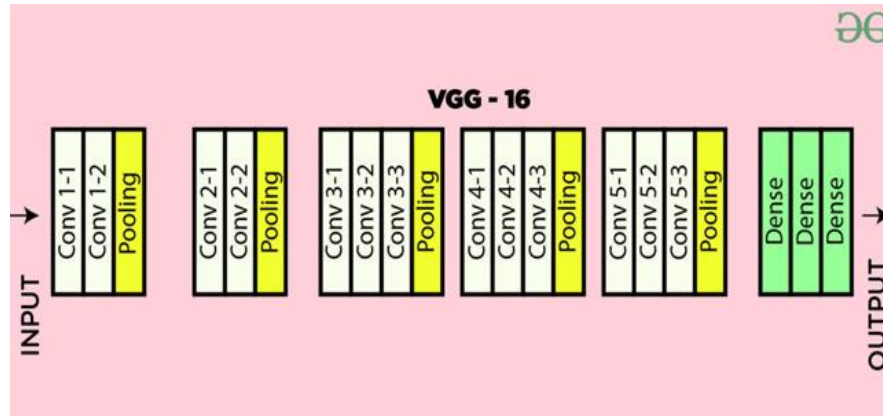 VGG - 16
INPUT
Conv 1-1
Conv 1-2
Pooling
Conv 2-1
Conv 2-2
Pooling
Conv 3-1
Conv 3-2
Conv 3-3
Pooling
Conv 4-1
Conv 4-2
Conv 4-3
Pooling
Conv 5-1
Conv 5-2
Conv 5-3
Pooling
Dense
Dense
Dense
OUTPUT